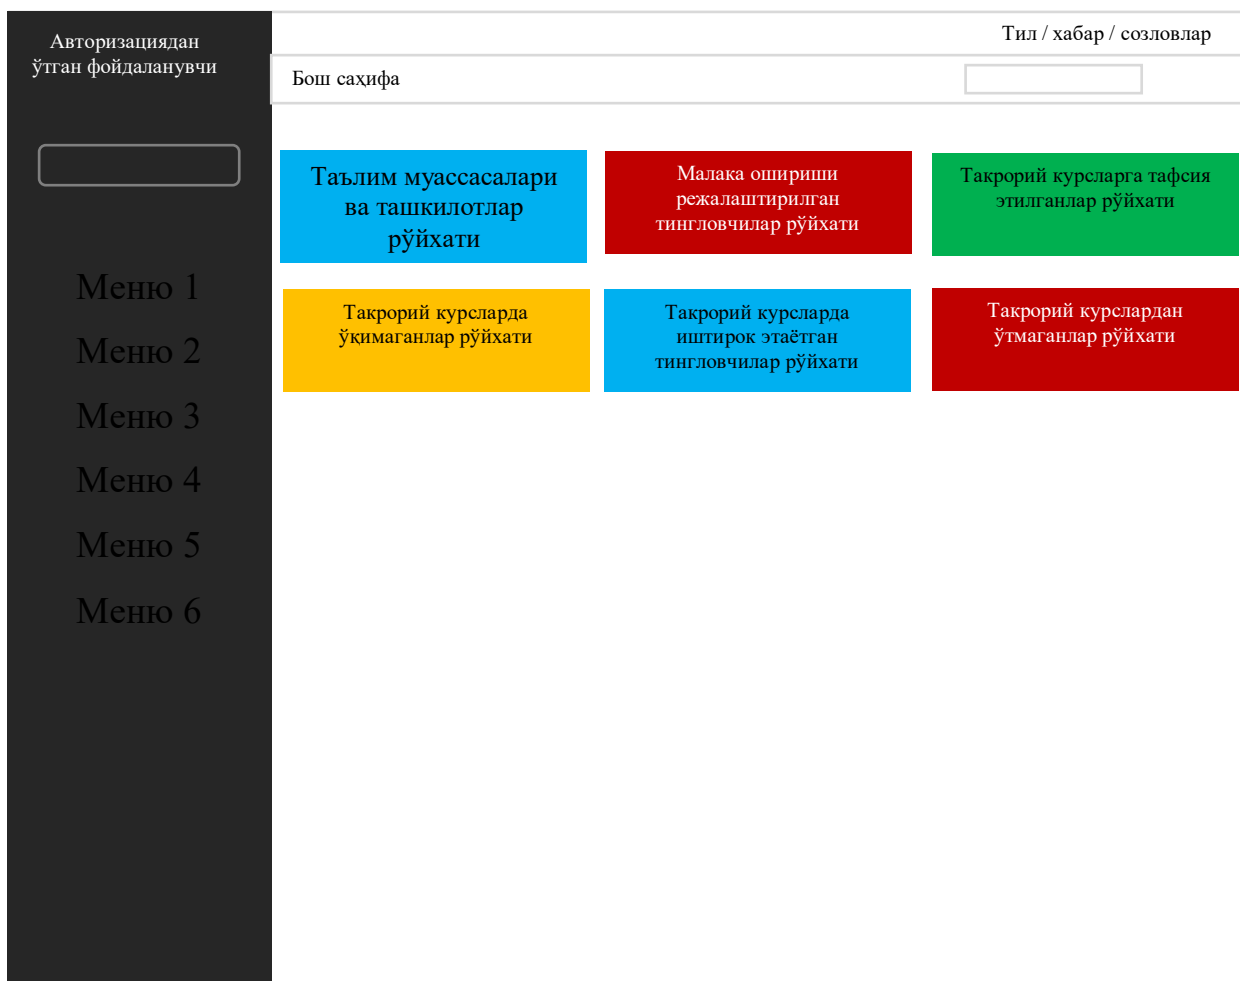 Авторизациядан
ўтган фойдаланувчи
Тил / хабар / созловлар
Бош саҳифа
Таълим муассасалари
ва ташкилотлар
рўйхати
Малака ошириши
режалаштирилган
тингловчилар рўйхати
Такрорий курсларга тафсия
этилганлар рўйхати
Такрорий курсларда
ўқимаганлар рўйхати
Такрорий курсларда
иштирок этаётган
тингловчилар рўйхати
Такрорий курслардан
ўтмаганлар рўйхати
Меню 1
Меню 2
Меню 3
Меню 4
Меню 5
Меню 6